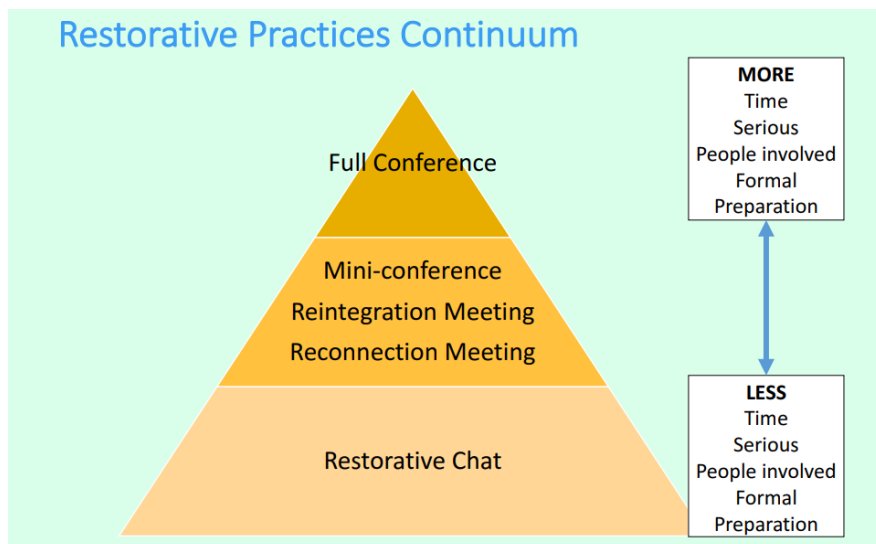 Restorative Practices Continuum
Full Conference
Mini-conference
Reintegration Meeting
Reconnection Meeting
Restorative Chat
MORE
Time
Serious
People involved
Formal
Preparation
LESS
Time
Serious
People involved
Formal
Preparation